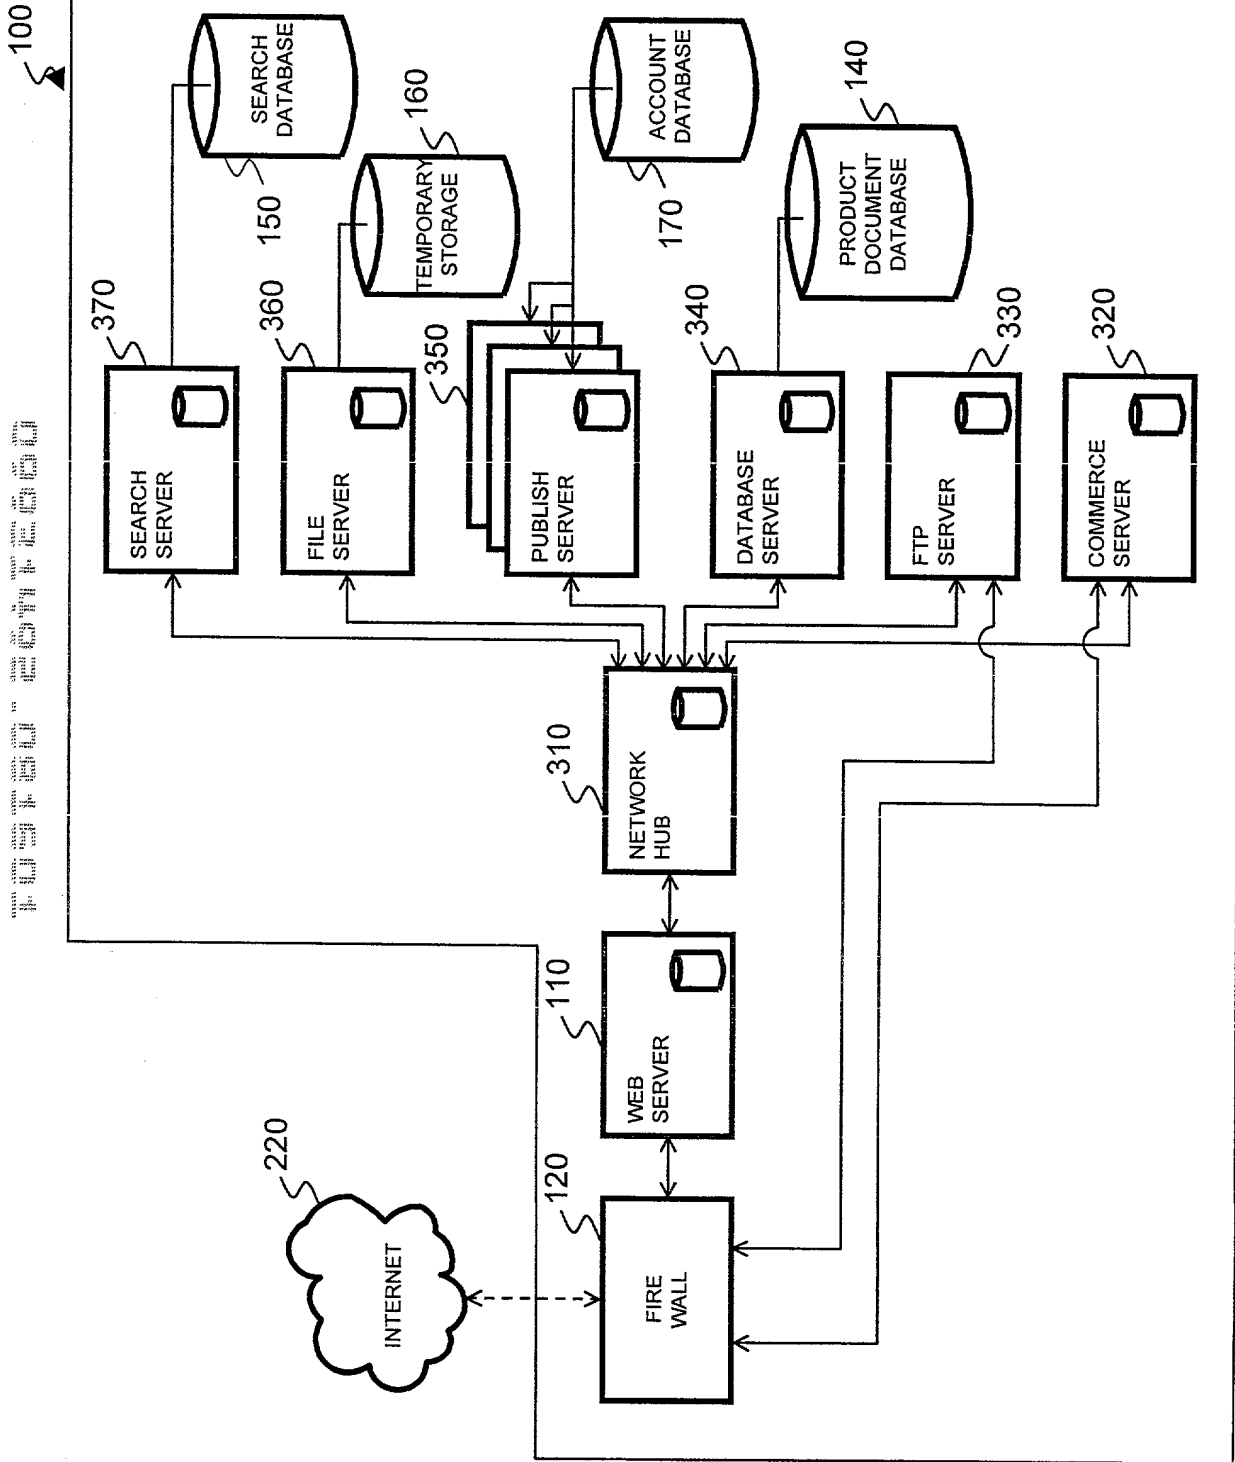 100
SEARCH
DATABASE
150
TEMPORARY
STORAGE
160
ACCOUNT
DATABASE
170
PRODUCT
DOCUMENT
DATABASE
140
SEARCH
SERVER
370
FILE
SERVER
360
PUBLISH
SERVER
350
DATABASE
SERVER
340
FTP
SERVER
330
COMMERCE
SERVER
320
NETWORK
HUB
310
WEB
SERVER
110
FIRE
WALL
120
INTERNET
220